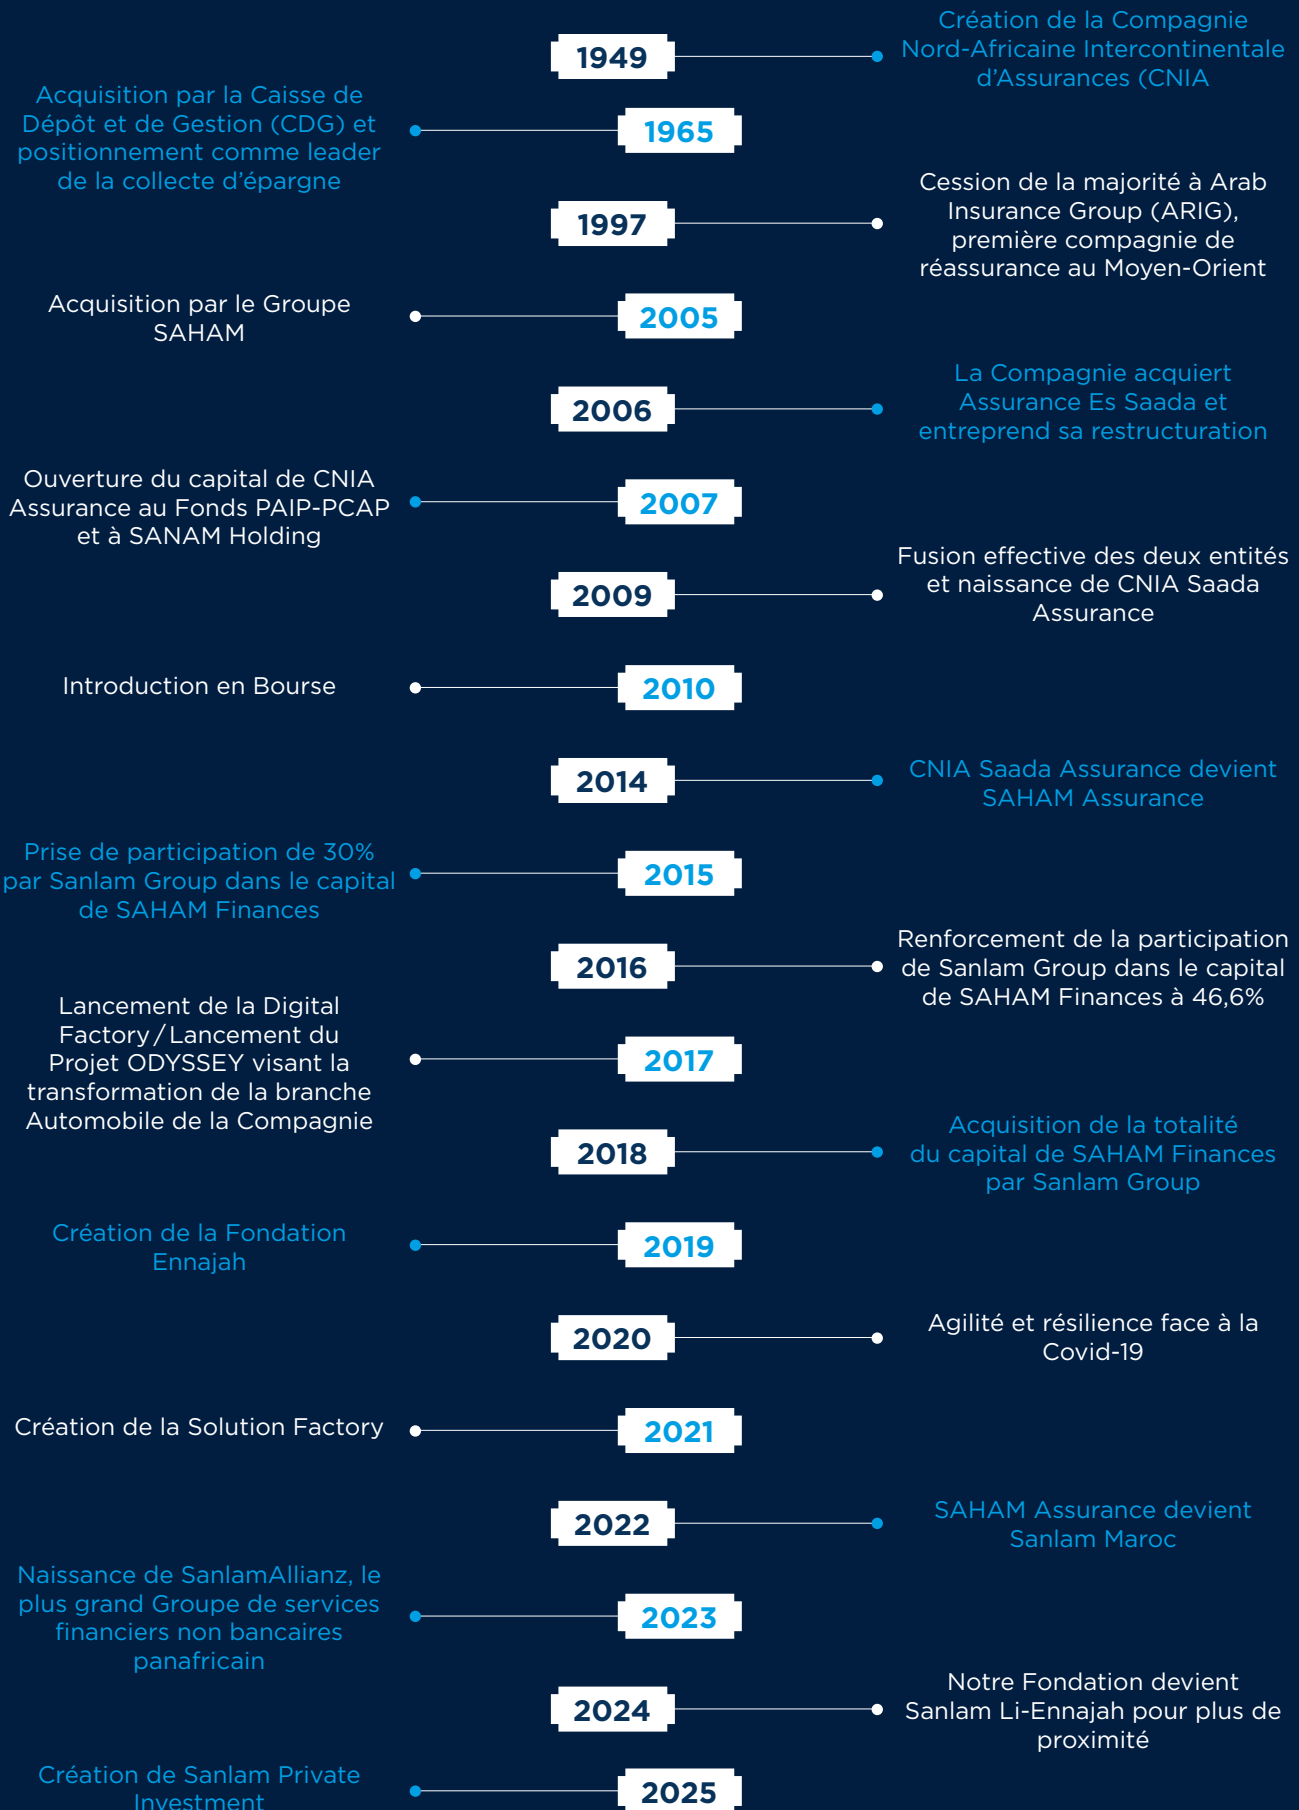 1949
Création de la Compagnie
Nord-Africaine Intercontinentale
d'Assurances (CNIA
Acquisition par la Caisse de
Dépôt et de Gestion (CDG) et
positionnement comme leader
de la collecte d'épargne
1965
1997
Cession de la majorité à Arab
Insurance Group (ARIG),
première compagnie de
réassurance au Moyen-Orient
Acquisition par le Groupe
SAHAM
2005
2006
La Compagnie acquiert
Assurance Es Saada et
entreprend sa restructuration
Ouverture du capital de CNIA
Assurance au Fonds PAIP-PCAP
et à SANAM Holding
2007
2009
Fusion effective des deux entités
et naissance de CNIA Saada
Assurance
Introduction en Bourse
2010
2014
CNIA Saada Assurance devient
SAHAM Assurance
Prise de participation de 30%
par Sanlam Group dans le capital
de SAHAM Finances
2015
2016
Renforcement de la participation
de Sanlam Group dans le capital
de SAHAM Finances à 46,6%
Lancement de la Digital
Factory / Lancement du
Projet ODYSSEY visant la
transformation de la branche
Automobile de la Compagnie
2017
2018
Acquisition de la totalité
du capital de SAHAM Finances
par Sanlam Group
Création de la Fondation
Ennajah
2019
2020
Agilité et résilience face à la
Covid-19
Création de la Solution Factory
2021
2022
SAHAM Assurance devient
Sanlam Maroc
Naissance de SanlamAllianz, le
plus grand Groupe de services
financiers non bancaires
panafricain
2023
2024
Notre Fondation devient
Sanlam Li-Ennajah pour plus de
proximité
Création de Sanlam Private
Investment
2025